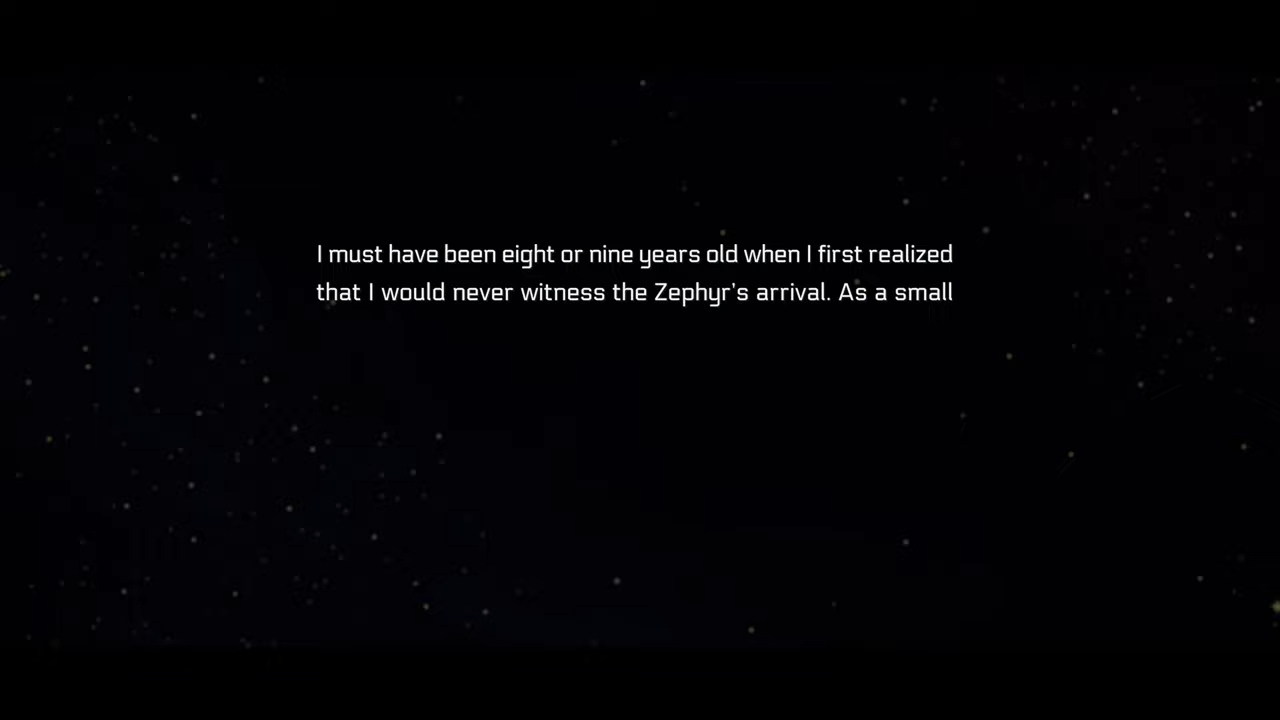 I must have been eight or nine years old when I first realized
that I would never witness the Zephyr's arrival. As a small